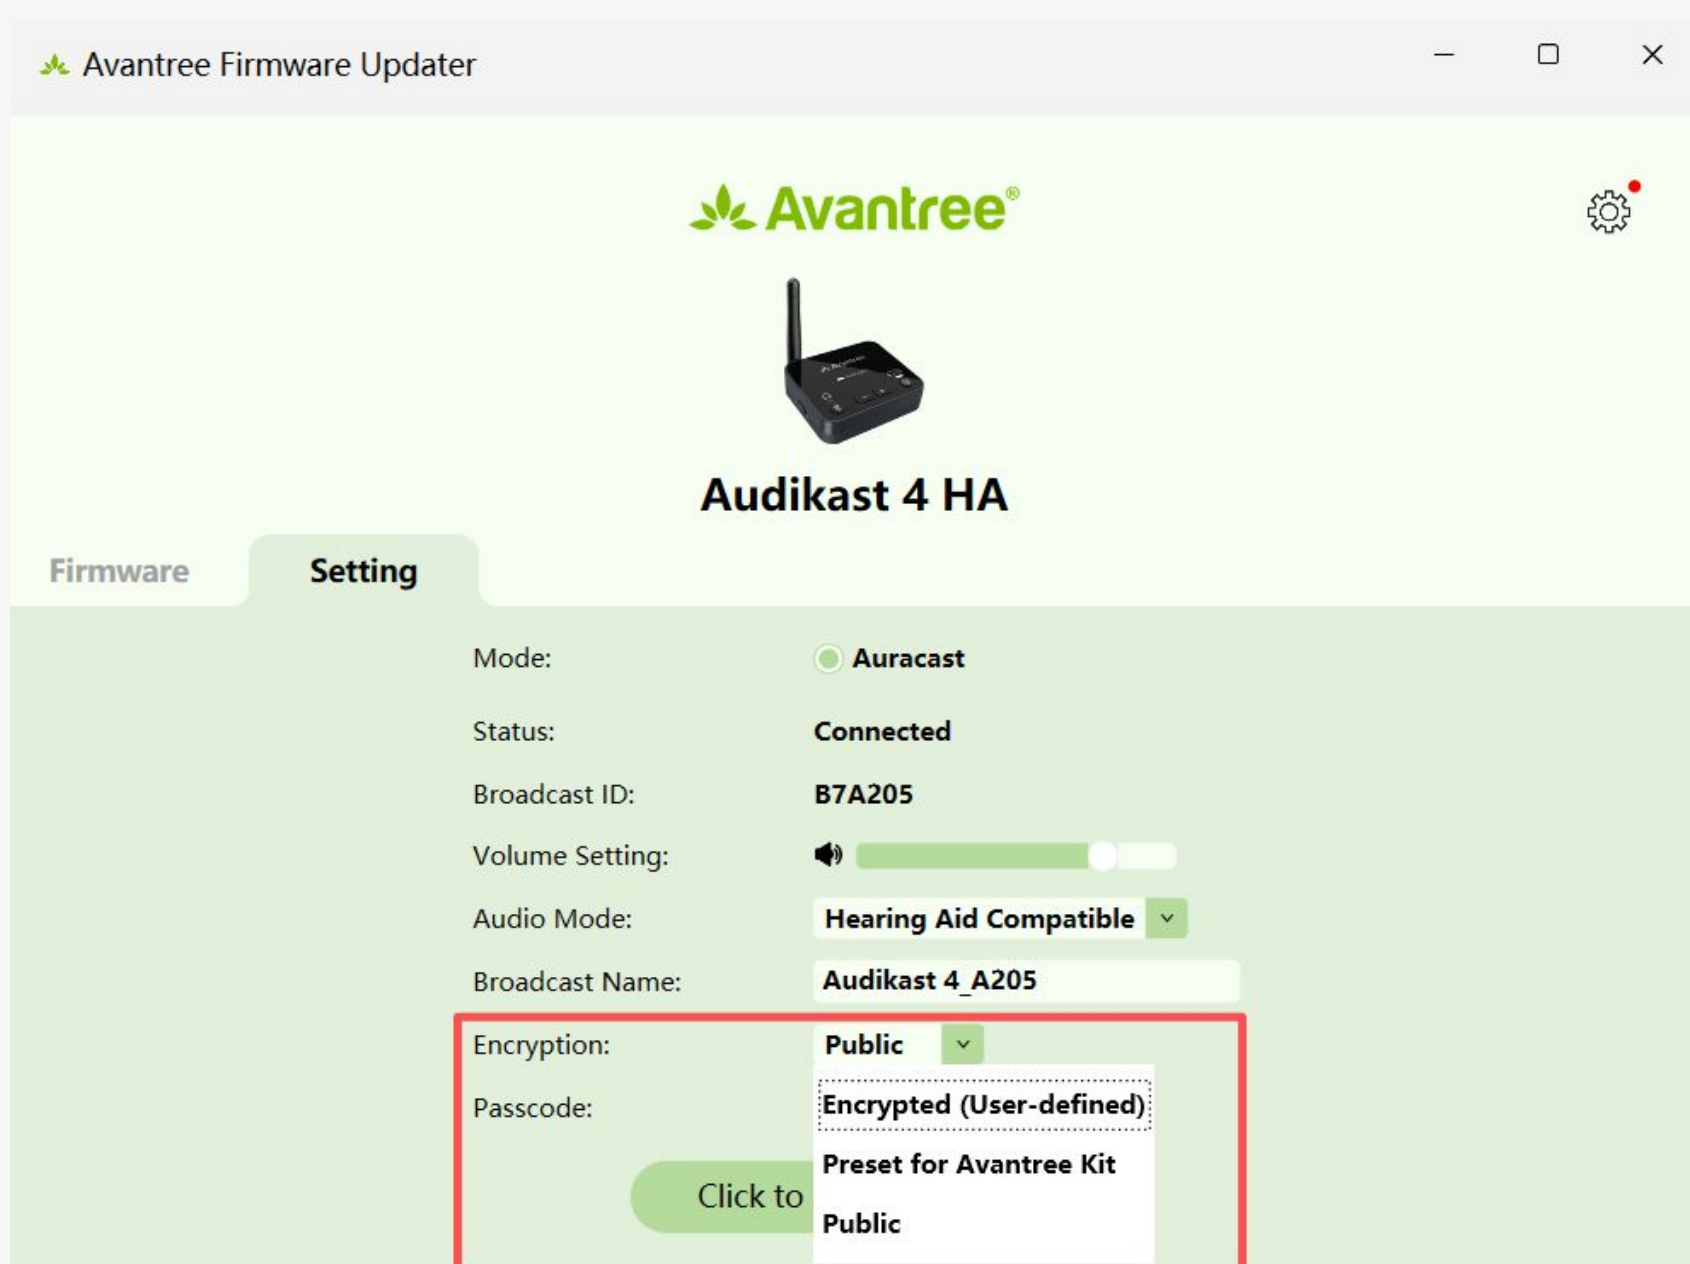 Avantree Firmware Updater
Avantree®
Audikast 4 HA
Firmware
Setting
Mode: Auracast
Status: Connected
Broadcast ID: B7A205
Volume Setting:
Audio Mode: Hearing Aid Compatible
Broadcast Name: Audikast 4_A205
Encryption: Public
Encrypted (User-defined)
Passcode:
Preset for Avantree Kit
Click to
Public